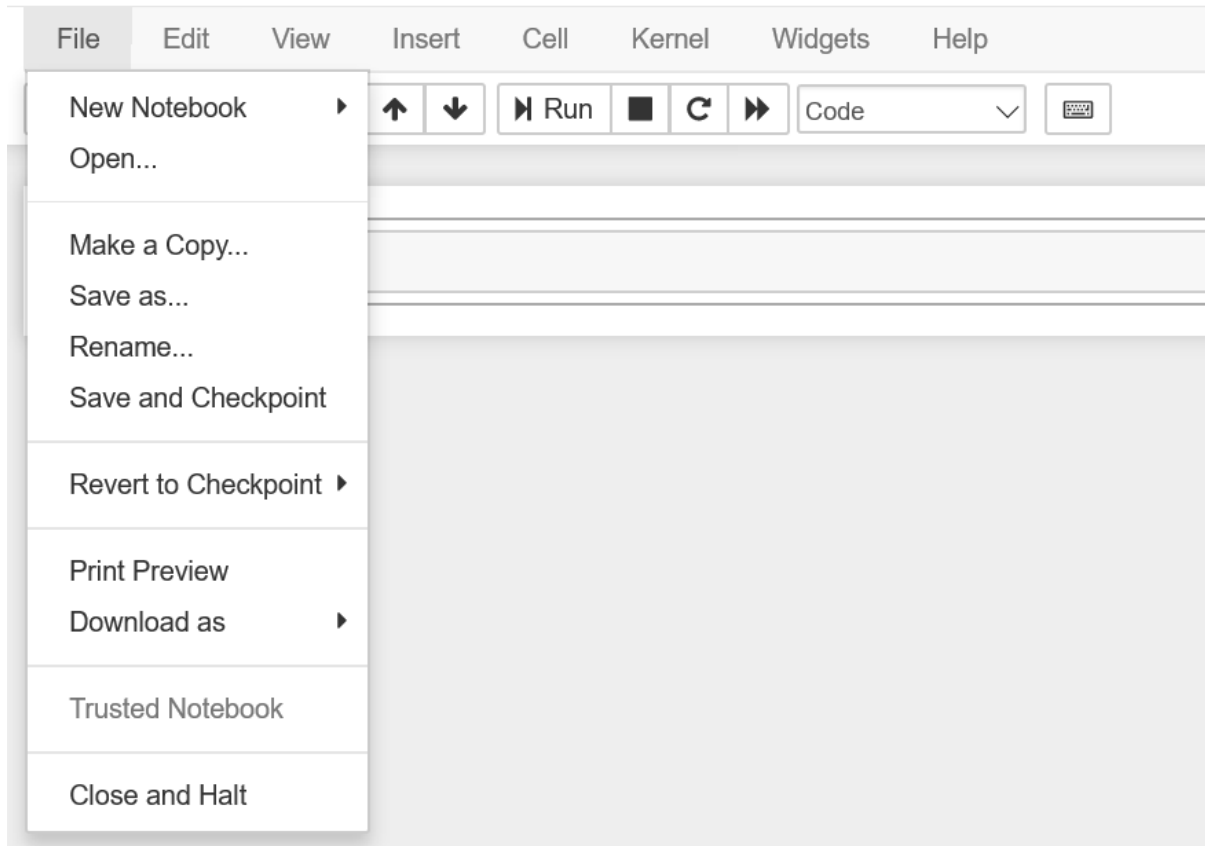 File Edit View Insert Cell Kernel Widgets Help
Run Code
New Notebook
Open...
Make a Copy...
Save as...
Rename...
Save and Checkpoint
Revert to Checkpoint
Print Preview
Download as
Trusted Notebook
Close and Halt